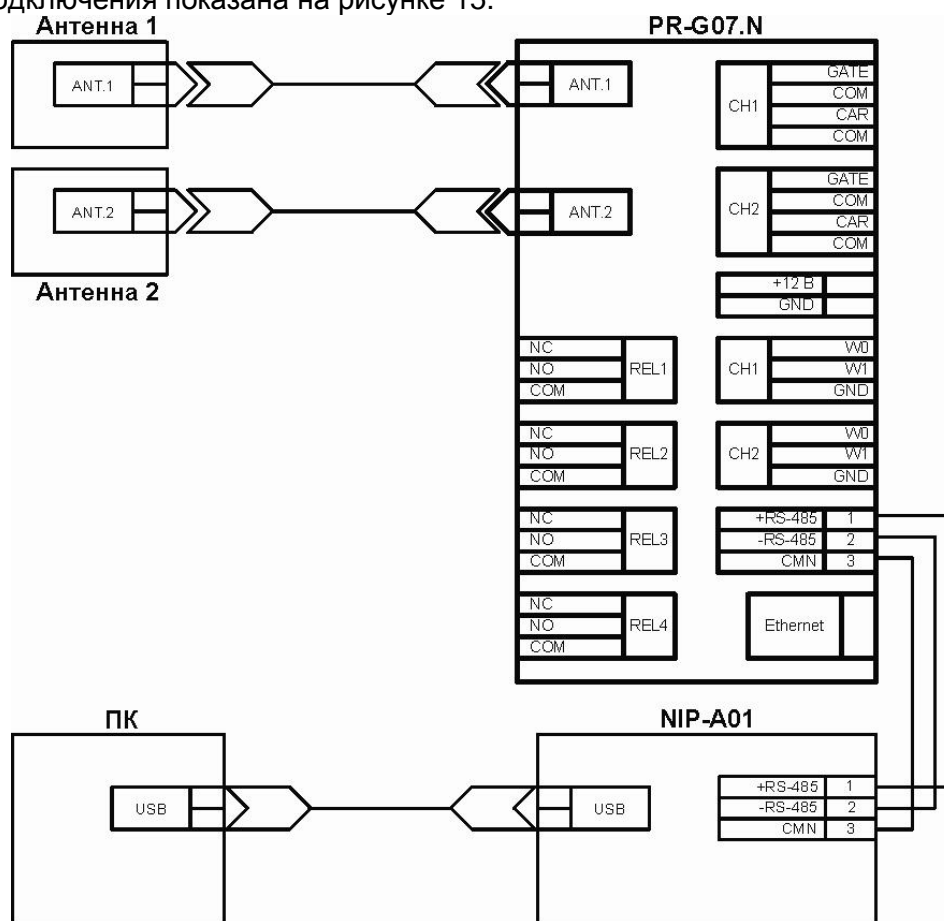 одключения показана на рисунке 13.
Антенна 1
PR-G07.N
ANT.1
ANT.1
CH1
GATE
COM
CAR
COM
ANT.2
ANT.2
CH2
GATE
COM
CAR
COM
Антенна 2
+12 В
GND
NC
NO
COM
REL1
CH1
W0
W1
GND
NC
NO
COM
REL2
CH2
W0
W1
GND
NC
NO
COM
REL3
+RS-485 1
-RS-485 2
CMN 3
NC
NO
COM
REL4
Ethernet
ПК
NIP-A01
USB
USB
+RS-485 1
-RS-485 2
CMN 3